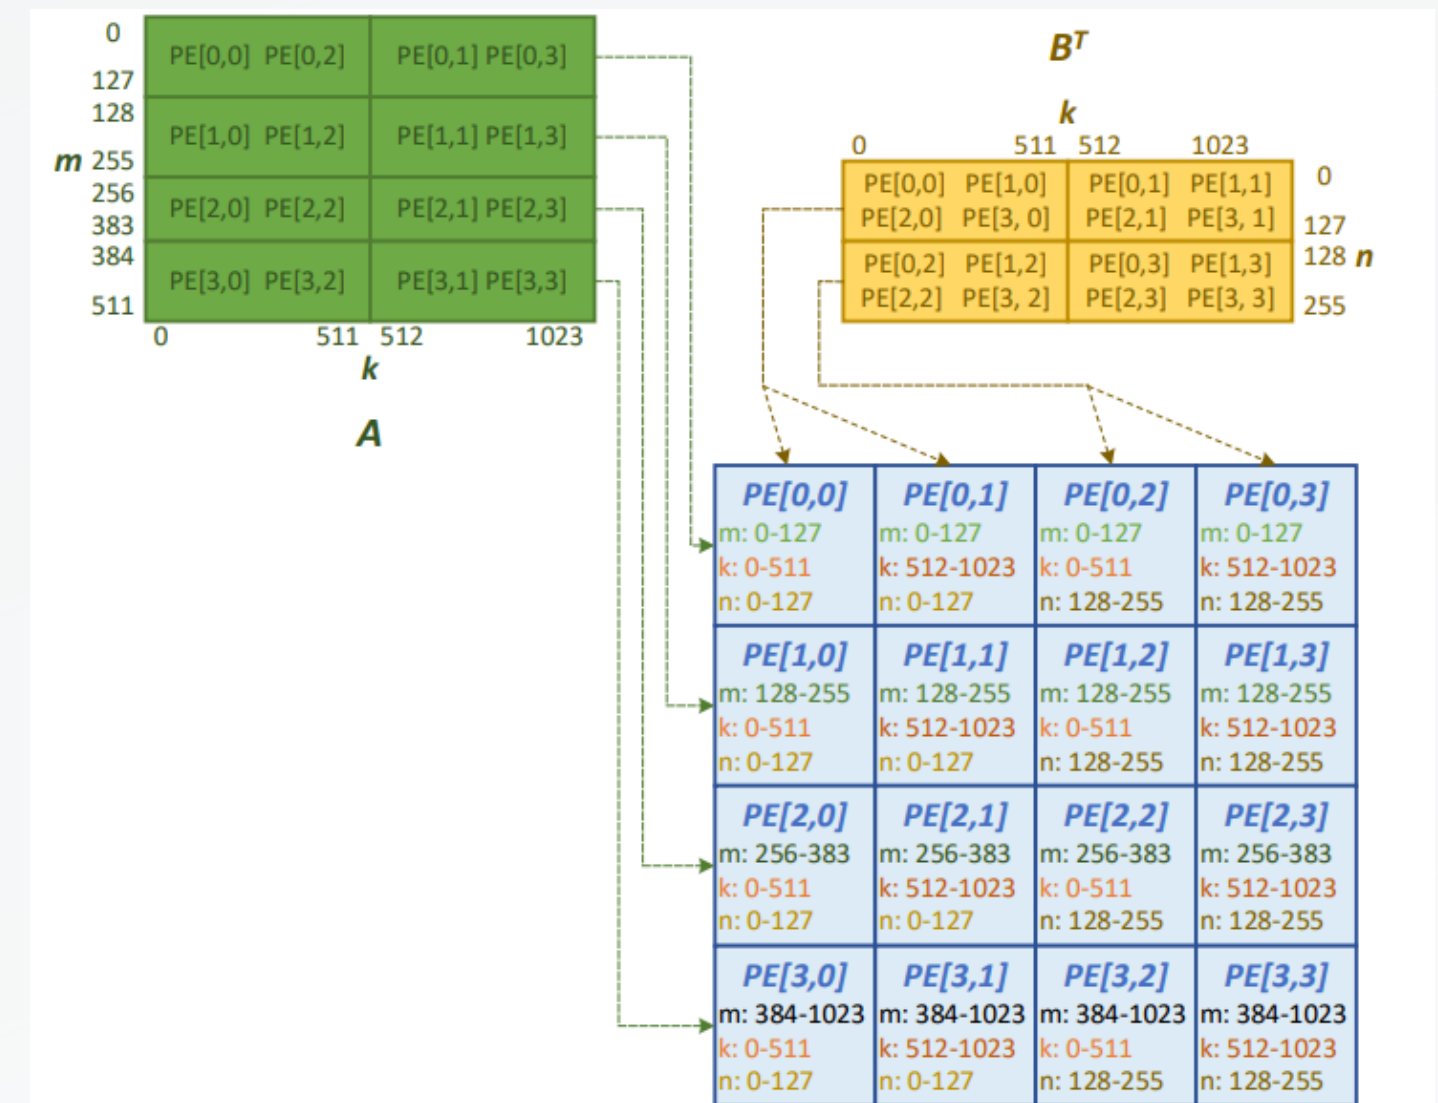 0
PE[0,0] PE[0,2] PE[0,1] PE[0,3]
127
128
PE[1,0] PE[1,2] PE[1,1] PE[1,3]
m 255
256
PE[2,0] PE[2,2] PE[2,1] PE[2,3]
383
384
PE[3,0] PE[3,2] PE[3,1] PE[3,3]
511
0 511 512 1023
k
A
Bᵀ
k
0 511 512 1023
PE[0,0] PE[1,0] PE[0,1] PE[1,1] 0
PE[2,0] PE[3, 0] PE[2,1] PE[3, 1] 127
PE[0,2] PE[1,2] PE[0,3] PE[1,3] 128 n
PE[2,2] PE[3, 2] PE[2,3] PE[3, 3] 255
PE[0,0] PE[0,1] PE[0,2] PE[0,3]
m: 0-127 m: 0-127 m: 0-127 m: 0-127
k: 0-511 k: 512-1023 k: 0-511 k: 512-1023
n: 0-127 n: 0-127 n: 128-255 n: 128-255
PE[1,0] PE[1,1] PE[1,2] PE[1,3]
m: 128-255 m: 128-255 m: 128-255 m: 128-255
k: 0-511 k: 512-1023 k: 0-511 k: 512-1023
n: 0-127 n: 0-127 n: 128-255 n: 128-255
PE[2,0] PE[2,1] PE[2,2] PE[2,3]
m: 256-383 m: 256-383 m: 256-383 m: 256-383
k: 0-511 k: 512-1023 k: 0-511 k: 512-1023
n: 0-127 n: 0-127 n: 128-255 n: 128-255
PE[3,0] PE[3,1] PE[3,2] PE[3,3]
m: 384-1023 m: 384-1023 m: 384-1023 m: 384-1023
k: 0-511 k: 512-1023 k: 0-511 k: 512-1023
n: 0-127 n: 0-127 n: 128-255 n: 128-255